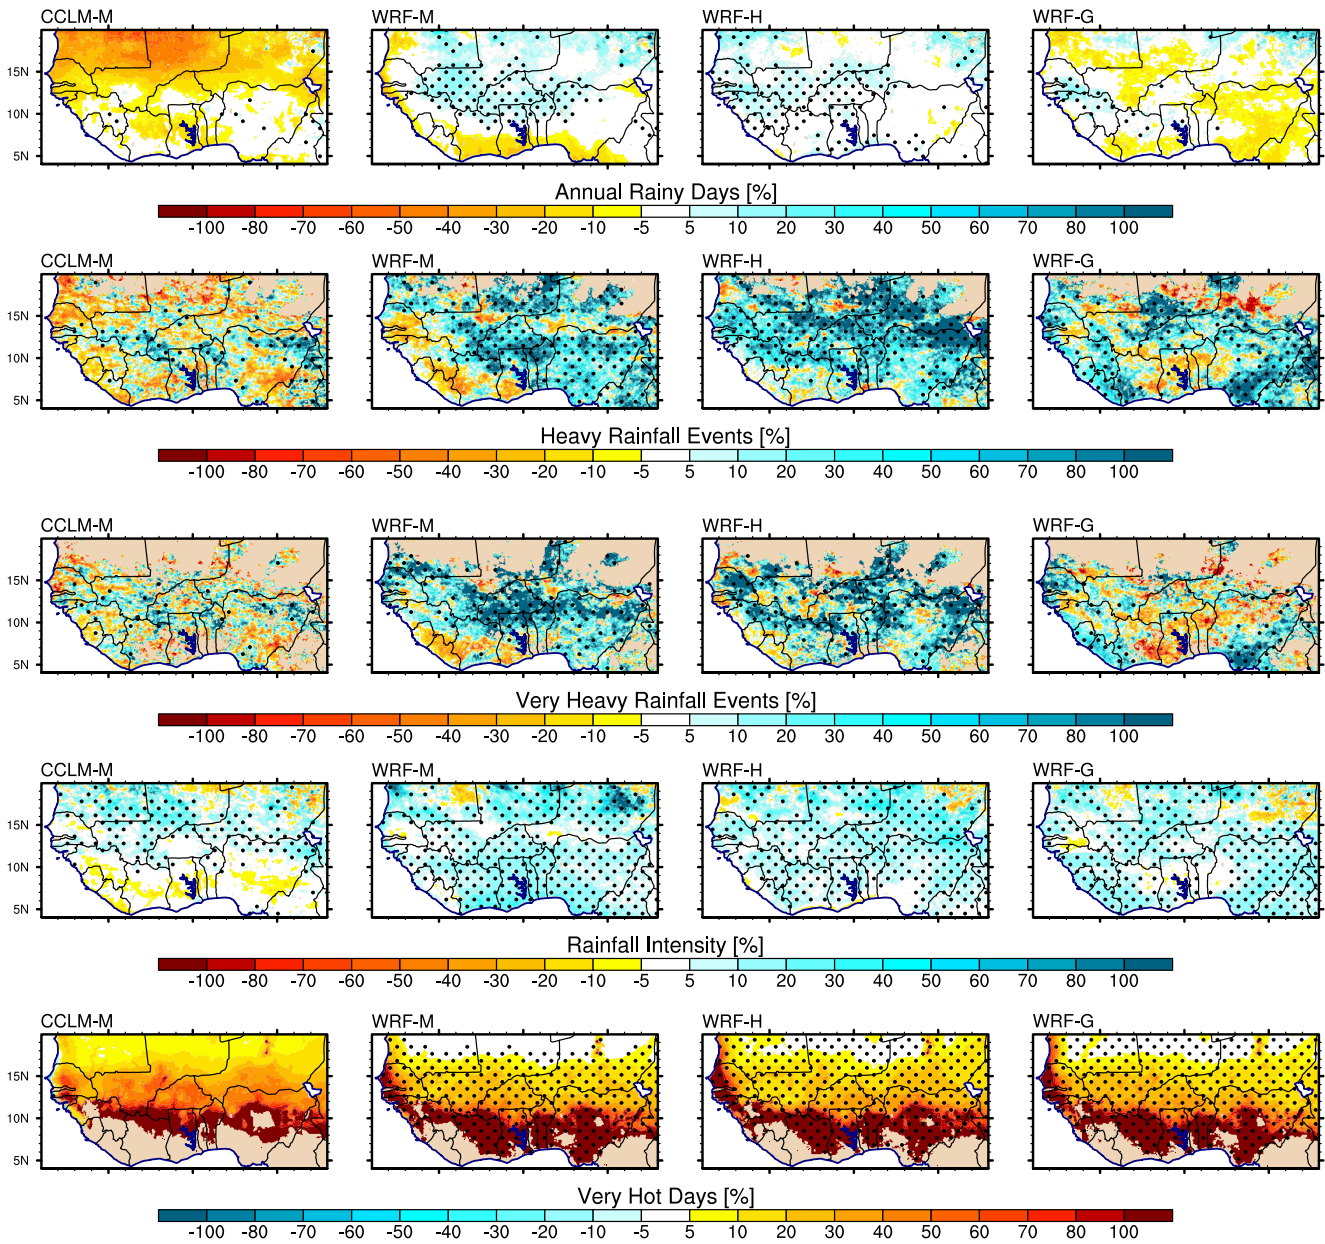 CCLM-M WRF-M WRF-H WRF-G
15N
10N
5N
Annual Rainy Days [%]
-100 -80 -70 -60 -50 -40 -30 -20 -10 -5 5 10 20 30 40 50 60 70 80 100
CCLM-M WRF-M WRF-H WRF-G
15N
10N
5N
Heavy Rainfall Events [%]
-100 -80 -70 -60 -50 -40 -30 -20 -10 -5 5 10 20 30 40 50 60 70 80 100
CCLM-M WRF-M WRF-H WRF-G
15N
10N
5N
Very Heavy Rainfall Events [%]
-100 -80 -70 -60 -50 -40 -30 -20 -10 -5 5 10 20 30 40 50 60 70 80 100
CCLM-M WRF-M WRF-H WRF-G
15N
10N
5N
Rainfall Intensity [%]
-100 -80 -70 -60 -50 -40 -30 -20 -10 -5 5 10 20 30 40 50 60 70 80 100
CCLM-M WRF-M WRF-H WRF-G
15N
10N
5N
Very Hot Days [%]
-100 -80 -70 -60 -50 -40 -30 -20 -10 -5 5 10 20 30 40 50 60 70 80 100